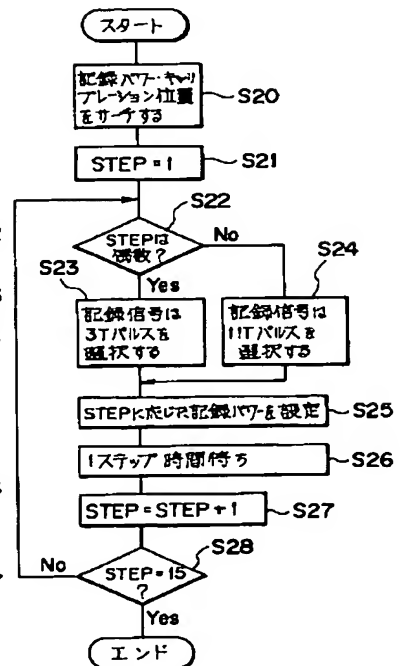 スタート
記録パワー・キャリ
ブレーション位置
をサーチする
S20
STEP=1
S21
S22
STEPは
偶数?
No
S23
Yes
S24
記録信号は
3Tパルスを
選択する
記録信号は
11Tパルスを
選択する
STEPに応じた記録パワーを設定
S25
1ステップ時間待ち
S26
STEP=STEP+1
S27
S28
No
STEP=15
?
Yes
エンド